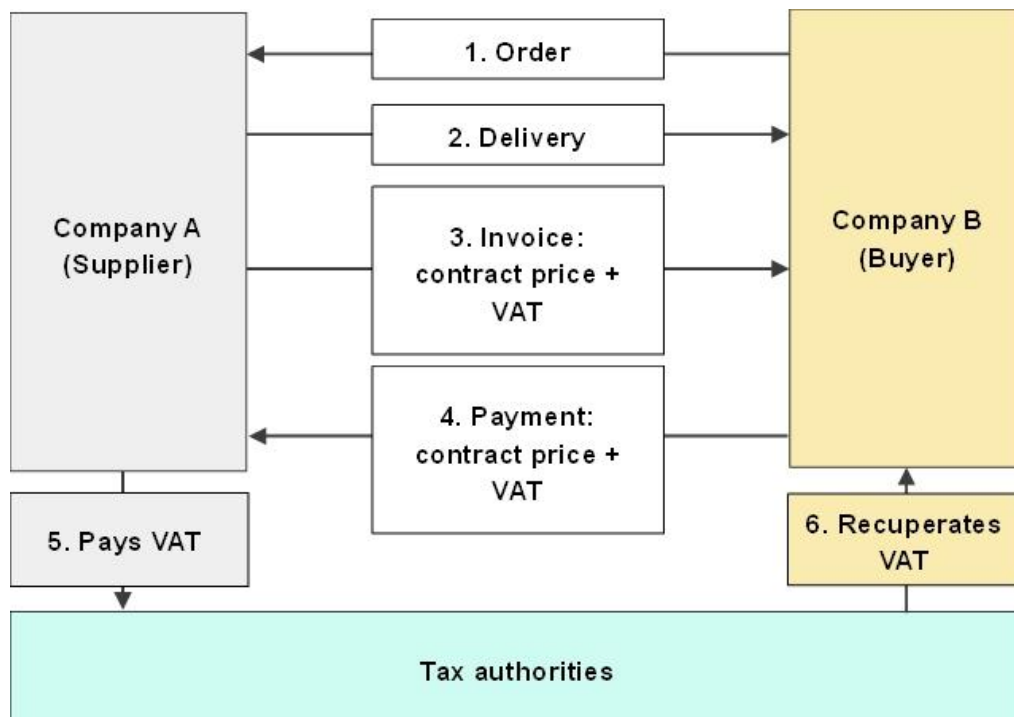 1. Order
2. Delivery
Company A
(Supplier)
3. Invoice:
contract price +
VAT
Company B
(Buyer)
4. Payment:
contract price +
VAT
5. Pays VAT
6. Recuperates
VAT
Tax authorities